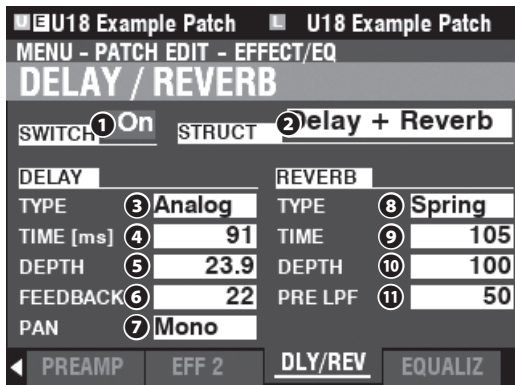 U E U18 Example Patch L U18 Example Patch
MENU – PATCH EDIT – EFFECT/EQ
DELAY / REVERB
SWITCH 1 On STRUCT 2 Delay + Reverb
DELAY
TYPE 3 Analog
TIME [ms] 4 91
DEPTH 5 23.9
FEEDBACK 6 22
PAN 7 Mono
REVERB
TYPE 8 Spring
TIME 9 105
DEPTH 10 100
PRE LPF 11 50
PREAMP EFF 2 DLY/REV EQUALIZ